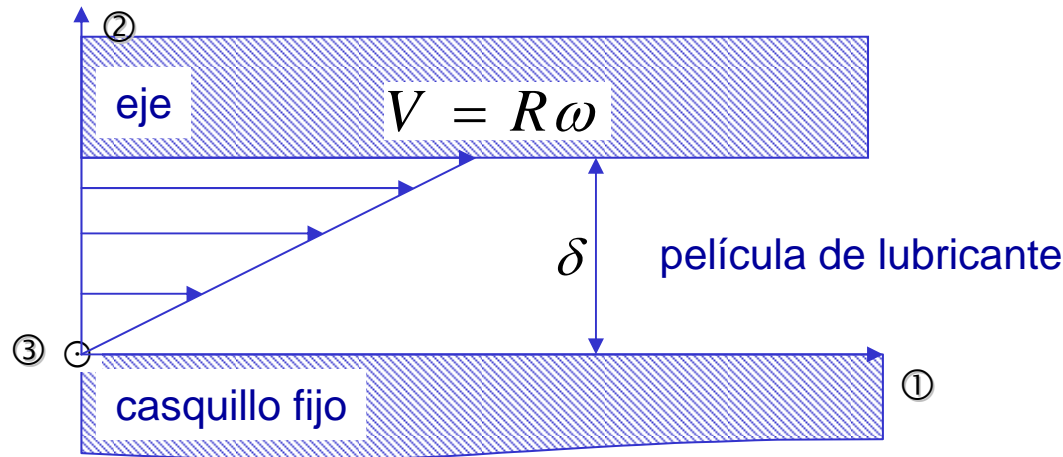 ②
eje
V = Rω
δ
película de lubricante
③
①
casquillo fijo